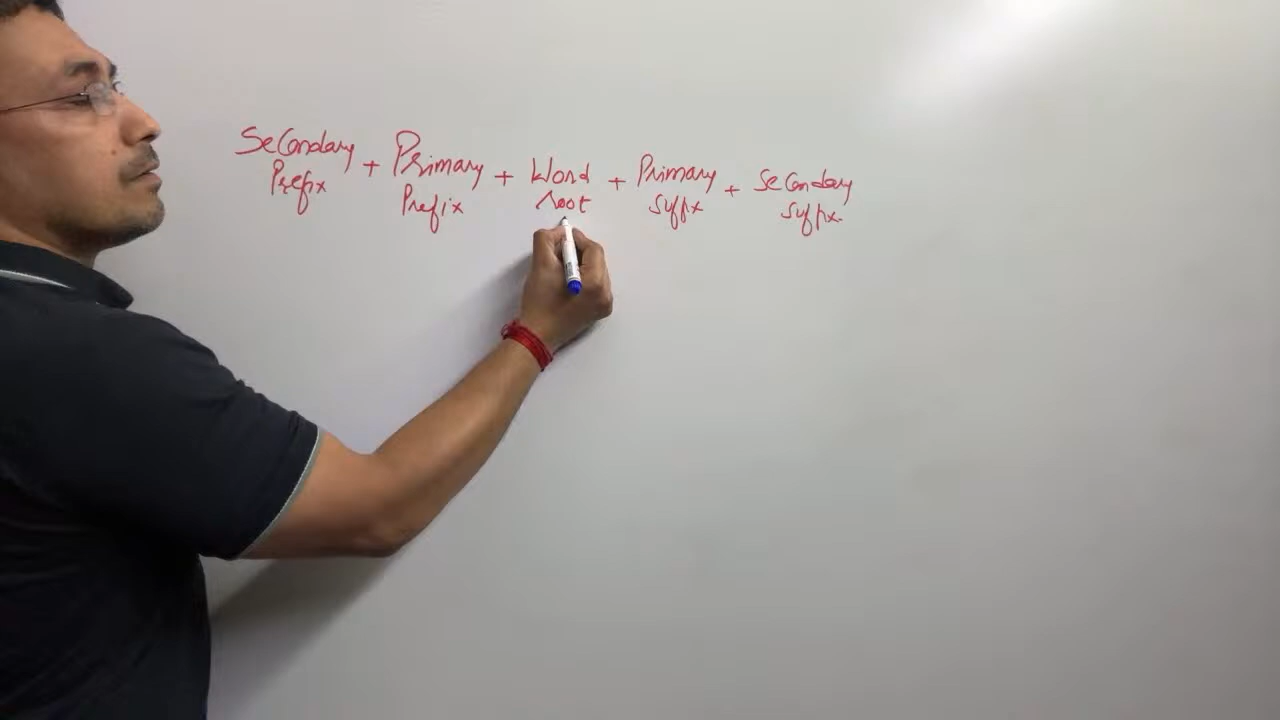 Secondary + Primary + Word + Primary + Secondary
Prefix Prefix root suffix suffix